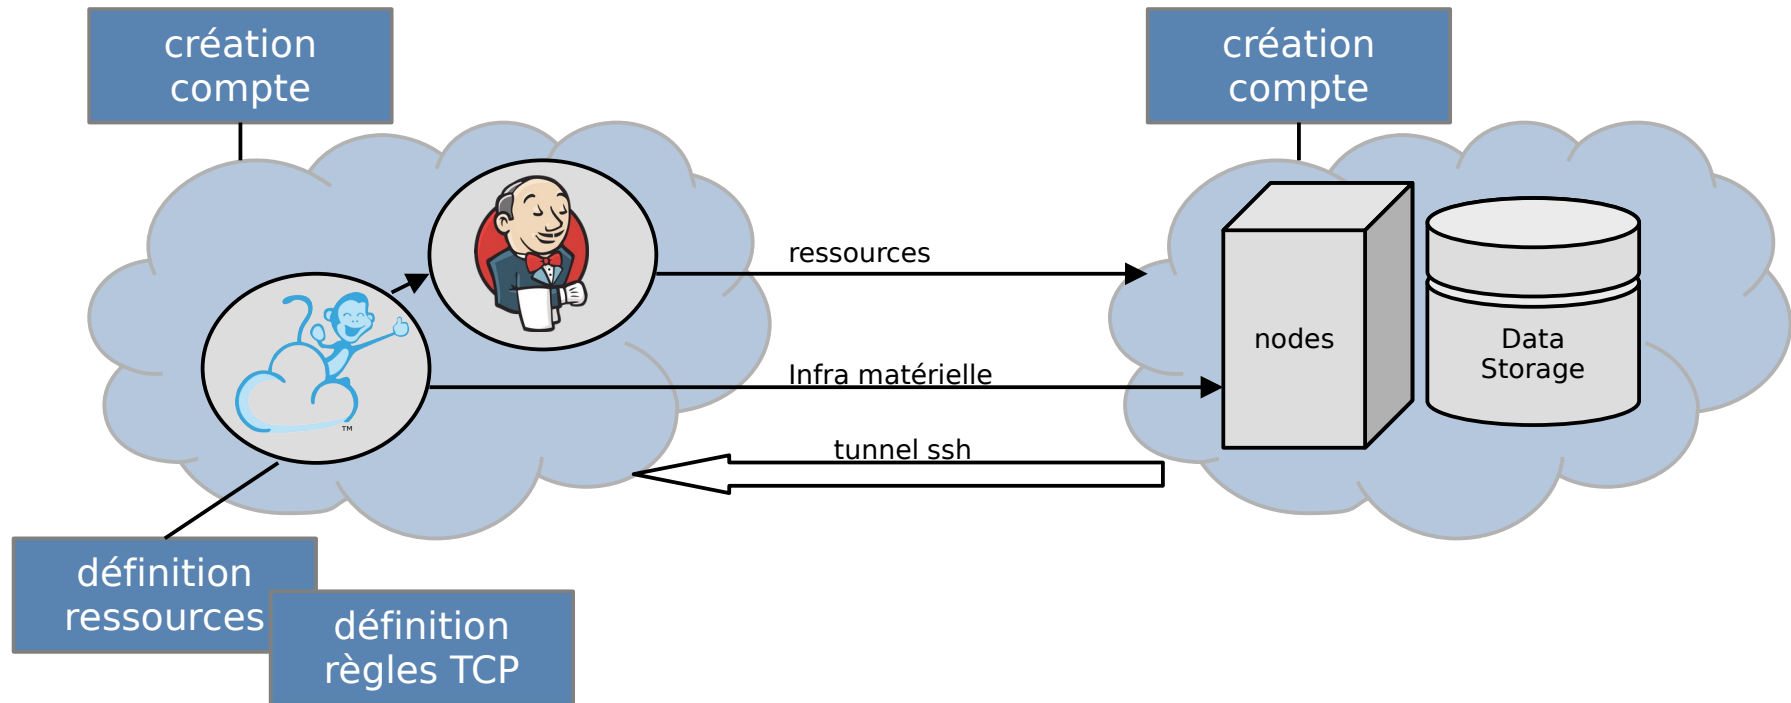 création
compte
création
compte
ressources
nodes
Data
Storage
Infra matérielle
TM
tunnel ssh
définition
ressources
définition
règles TCP